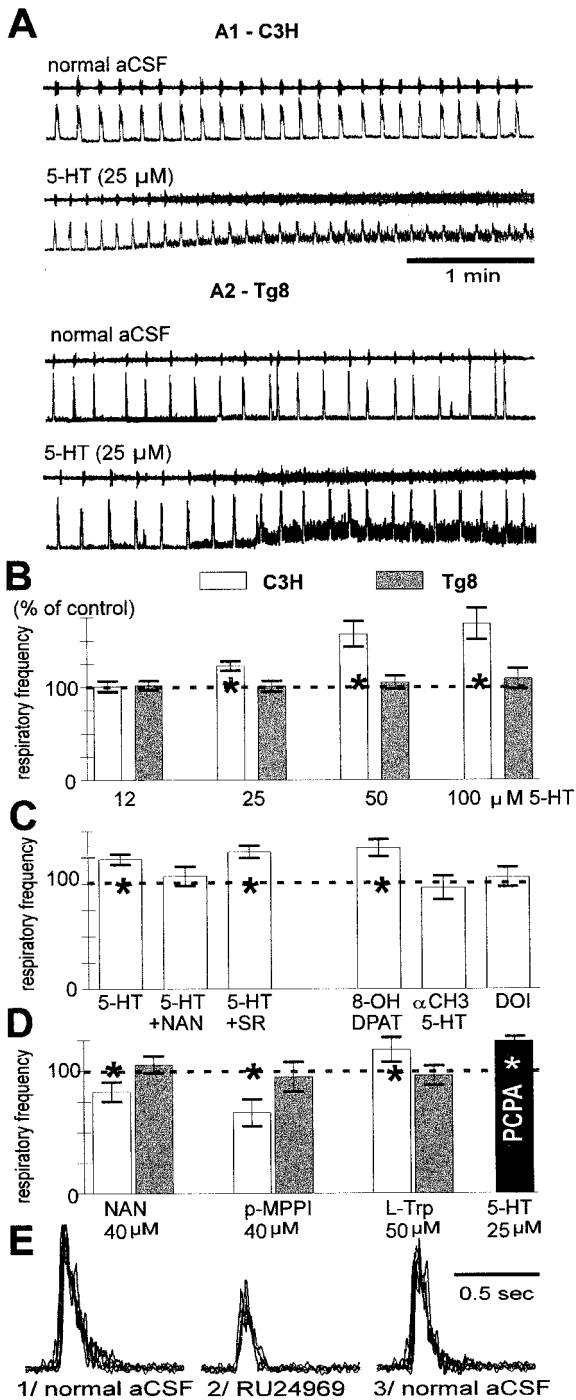 A
A1 - C3H
normal aCSF
5-HT (25 µM)
1 min
A2 - Tg8
normal aCSF
5-HT (25 µM)
B
C3H Tg8
(% of control)
respiratory frequency
100
* * *
0
12 25 50 100 µM 5-HT
C
respiratory frequency
100
* * *
0
5-HT 5-HT 5-HT 8-OH αCH3 DOI
+NAN +SR DPAT 5-HT
D
respiratory frequency
100
* * * *
PCPA
0
NAN p-MPPI L-Trp 5-HT
40µM 40µM 50µM 25µM
E
0.5 sec
1/ normal aCSF 2/ RU24969 3/ normal aCSF